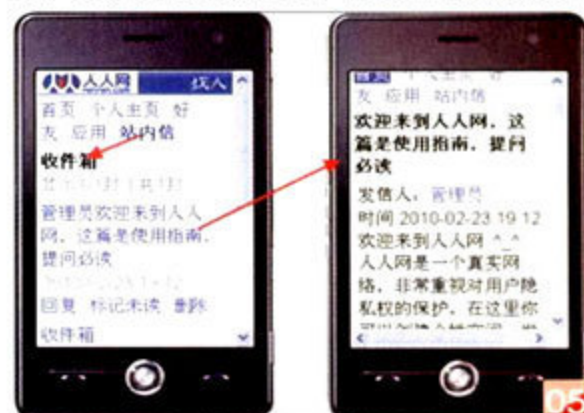 人人网 找人
首页 个人主页 好
友 应用 站内信
收件箱
管理员欢迎来到人人
网，这篇是使用指南，
提问必读
回复 标记未读 删除
收件箱
友 应用 站内信
欢迎来到人人网，这
篇是使用指南，提问
必读
发信人：管理员
时间 2010-02-23 19 12
欢迎来到人人网 ^_^
人人网是一个真实网
络，非常重视对用户隐
私权的保护，在这里你
05